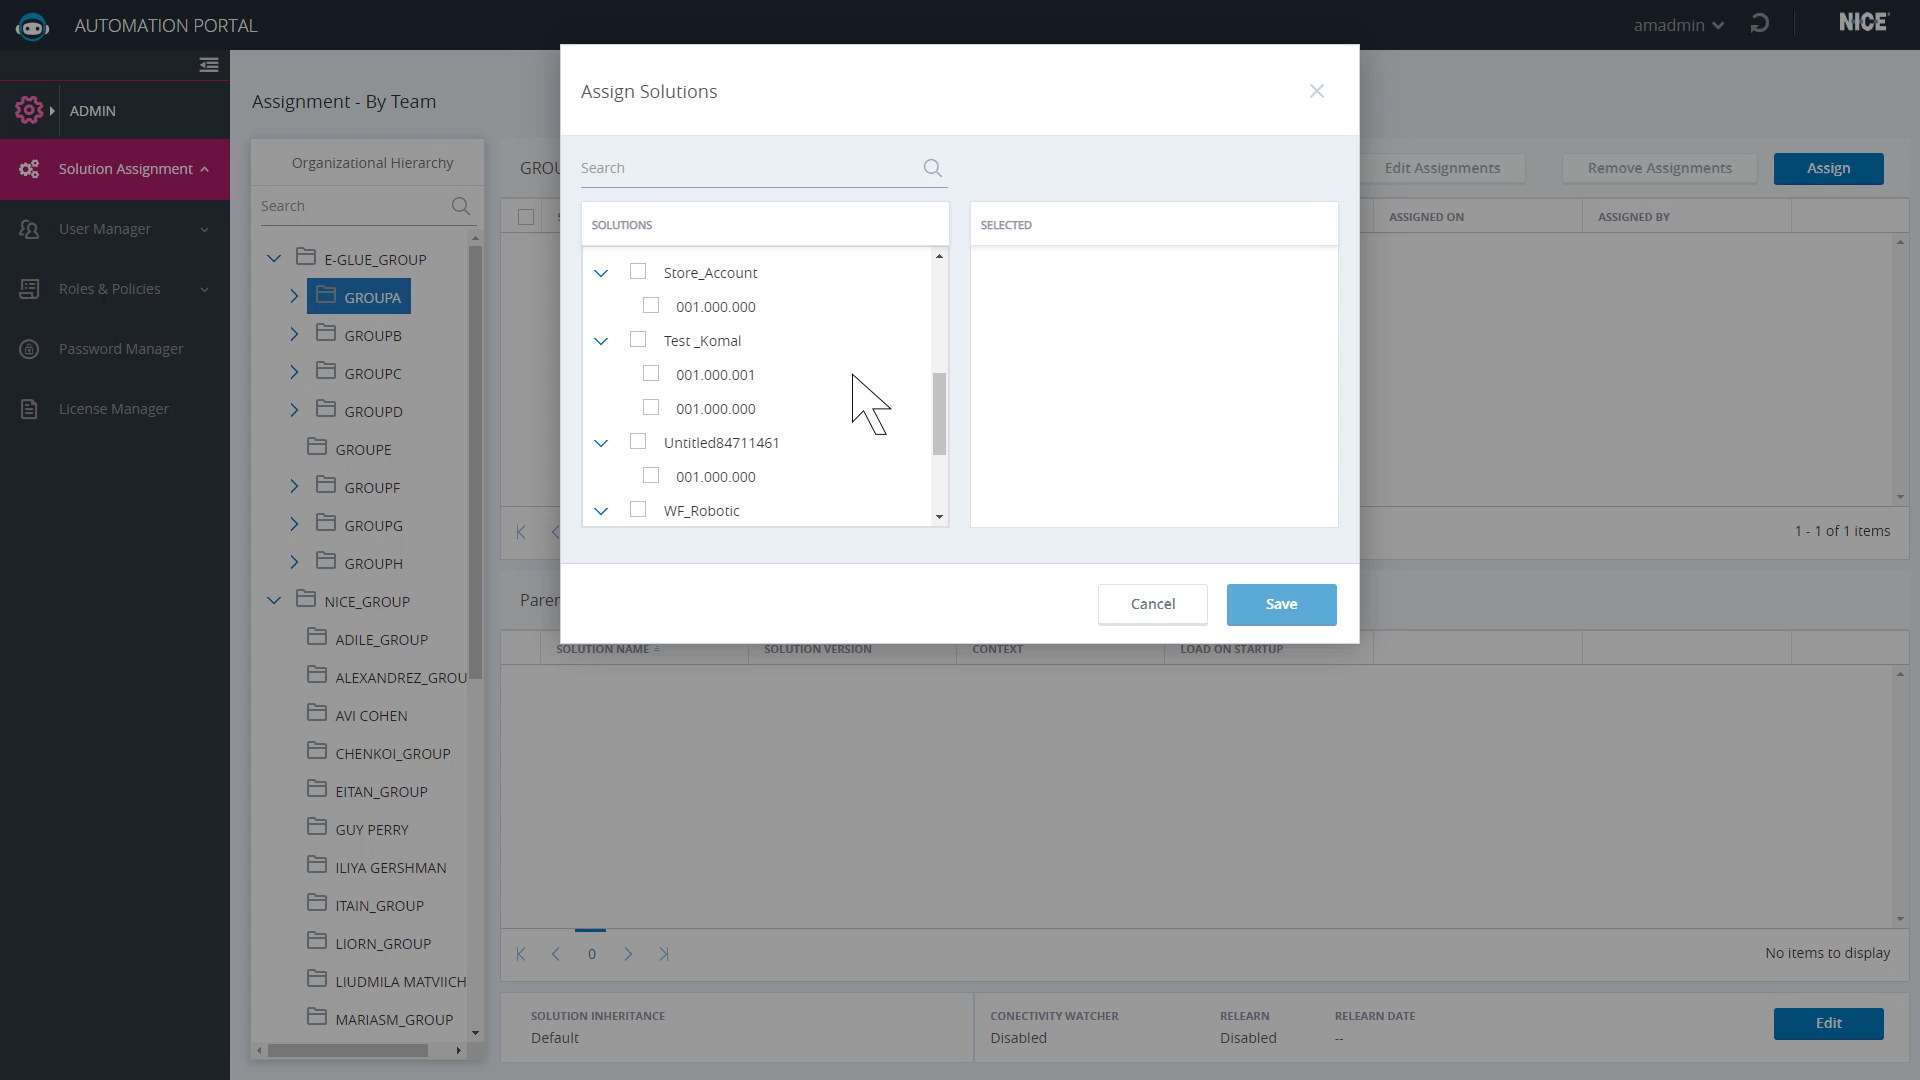 AUTOMATION PORTAL
amadmin
NICE
ADMIN
Solution Assignment
User Manager
Roles & Policies
Password Manager
License Manager
Assignment - By Team
Organizational Hierarchy
Search
E-GLUE_GROUP
GROUPA
GROUPB
GROUPC
GROUPD
GROUPE
GROUPF
GROUPG
GROUPH
NICE_GROUP
ADILE_GROUP
ALEXANDREZ_GROU
AVI COHEN
CHENKOI_GROUP
EITAN_GROUP
GUY PERRY
ILIYA GERSHMAN
ITAIN_GROUP
LIORN_GROUP
LIUDMILA MATVIICH
MARIASM_GROUP
GROU
Edit Assignments
Remove Assignments
Assign
ASSIGNED ON
ASSIGNED BY
Assign Solutions
Search
SOLUTIONS
SELECTED
Store_Account
001.000.000
Test _Komal
001.000.001
001.000.000
Untitled84711461
001.000.000
WF_Robotic
Cancel
Save
1 - 1 of 1 items
Paren
SOLUTION NAME
SOLUTION VERSION
CONTEXT
LOAD ON STARTUP
0
No items to display
SOLUTION INHERITANCE
Default
CONECTIVITY WATCHER
Disabled
RELEARN
Disabled
RELEARN DATE
--
Edit